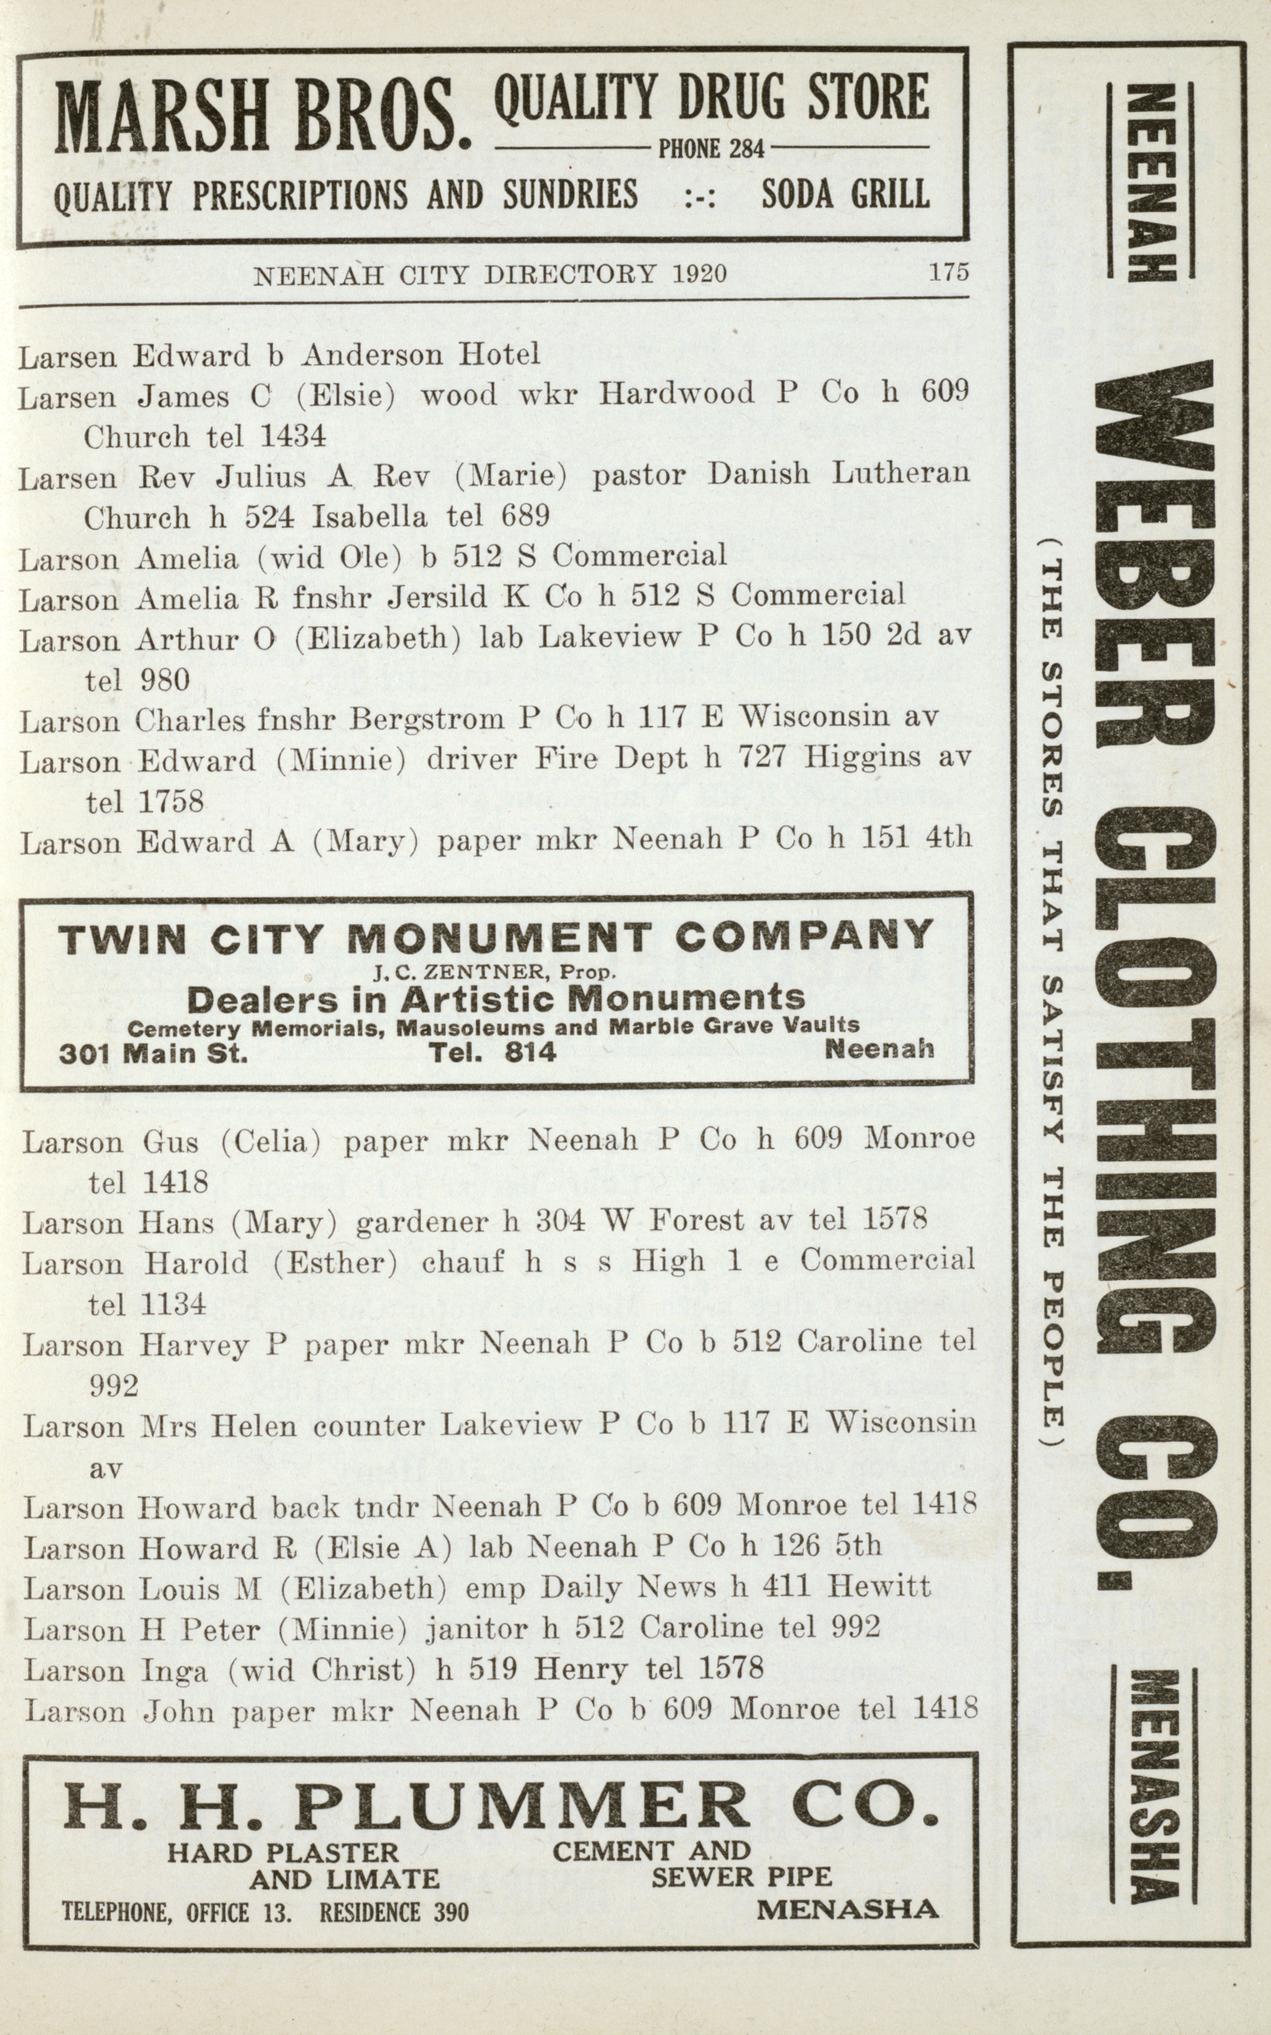 MARSH BROS. QUALITY DRUG STORE
PHONE 284
QUALITY PRESCRIPTIONS AND SUNDRIES :-: SODA GRILL
NEENAH CITY DIRECTORY 1920 175
Larsen Edward b Anderson Hotel
Larsen James C (Elsie) wood wkr Hardwood P Co h 609
Church tel 1434
Larsen Rev Julius A Rev (Marie) pastor Danish Lutheran
Church h 524 Isabella tel 689
Larson Amelia (wid Ole) b 512 S Commercial
Larson Amelia R fnshr Jersild K Co h 512 S Commercial
Larson Arthur O (Elizabeth) lab Lakeview P Co h 150 2d av
tel 980
Larson Charles fnshr Bergstrom P Co h 117 E Wisconsin av
Larson Edward (Minnie) driver Fire Dept h 727 Higgins av
tel 1758
Larson Edward A (Mary) paper mkr Neenah P Co h 151 4th
TWIN CITY MONUMENT COMPANY
J. C. ZENTNER, Prop.
Dealers in Artistic Monuments
Cemetery Memorials, Mausoleums and Marble Grave Vaults
301 Main St. Tel. 814 Neenah
Larson Gus (Celia) paper mkr Neenah P Co h 609 Monroe
tel 1418
Larson Hans (Mary) gardener h 304 W Forest av tel 1578
Larson Harold (Esther) chauf h s s High 1 e Commercial
tel 1134
Larson Harvey P paper mkr Neenah P Co b 512 Caroline tel
992
Larson Mrs Helen counter Lakeview P Co b 117 E Wisconsin
av
Larson Howard back tndr Neenah P Co b 609 Monroe tel 1418
Larson Howard R (Elsie A) lab Neenah P Co h 126 5th
Larson Louis M (Elizabeth) emp Daily News h 411 Hewitt
Larson H Peter (Minnie) janitor h 512 Caroline tel 992
Larson Inga (wid Christ) h 519 Henry tel 1578
Larson John paper mkr Neenah P Co b 609 Monroe tel 1418
H. H. PLUMMER CO.
HARD PLASTER CEMENT AND
AND LIMATE SEWER PIPE
TELEPHONE, OFFICE 13. RESIDENCE 390 MENASHA
NEENAH WEBER CLOTHING CO. MENASHA
(THE STORES THAT SATISFY THE PEOPLE)